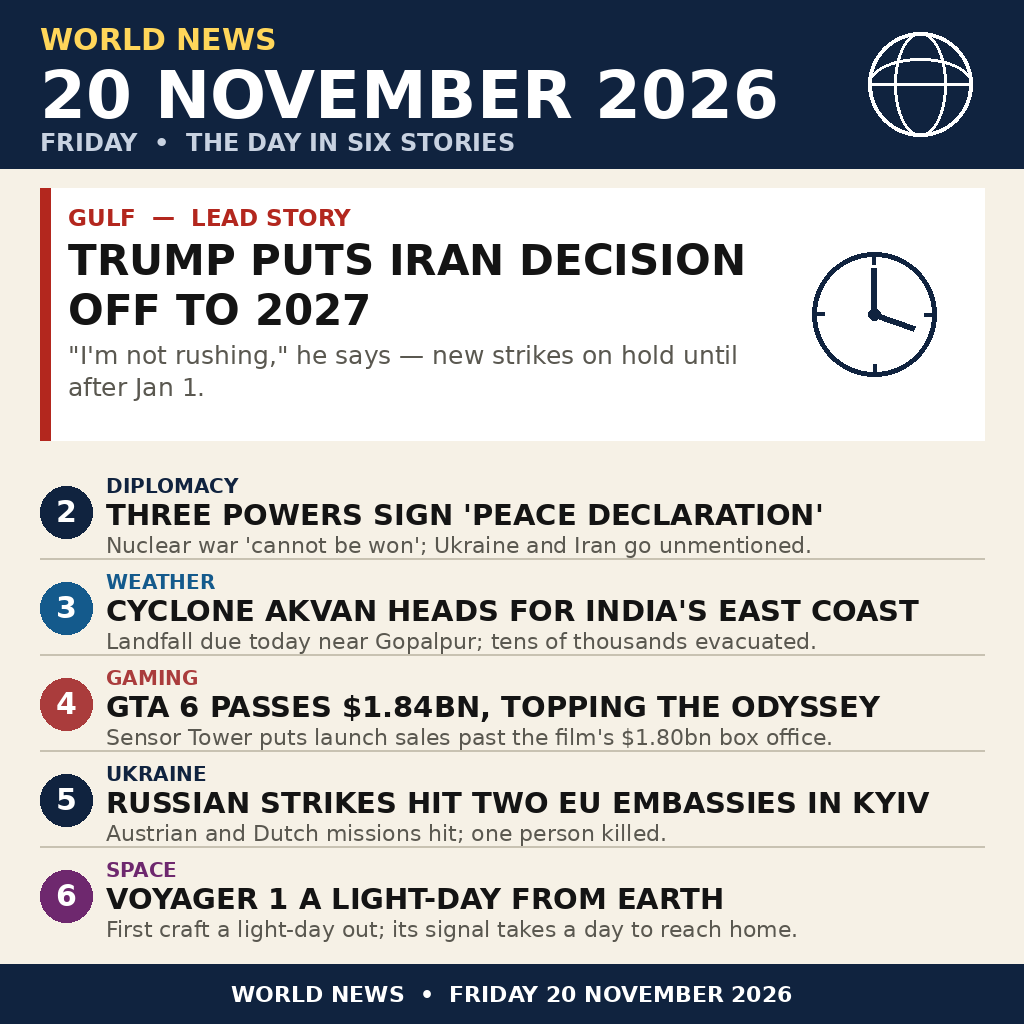 WORLD NEWS
20 NOVEMBER 2026
FRIDAY • THE DAY IN SIX STORIES
GULF — LEAD STORY
TRUMP PUTS IRAN DECISION
OFF TO 2027
"I'm not rushing," he says — new strikes on hold until
after Jan 1.
2
DIPLOMACY
THREE POWERS SIGN 'PEACE DECLARATION'
Nuclear war 'cannot be won'; Ukraine and Iran go unmentioned.
3
WEATHER
CYCLONE AKVAN HEADS FOR INDIA'S EAST COAST
Landfall due today near Gopalpur; tens of thousands evacuated.
4
GAMING
GTA 6 PASSES $1.84BN, TOPPING THE ODYSSEY
Sensor Tower puts launch sales past the film's $1.80bn box office.
5
UKRAINE
RUSSIAN STRIKES HIT TWO EU EMBASSIES IN KYIV
Austrian and Dutch missions hit; one person killed.
6
SPACE
VOYAGER 1 A LIGHT-DAY FROM EARTH
First craft a light-day out; its signal takes a day to reach home.
WORLD NEWS • FRIDAY 20 NOVEMBER 2026